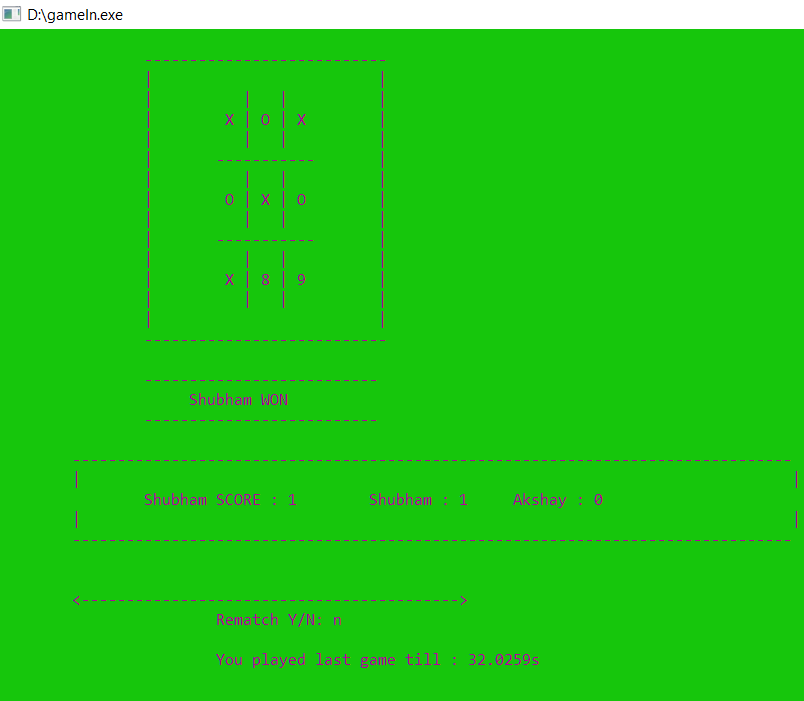 D:\gameIn.exe
X | O | X
O | X | O
X | 8 | 9
Shubham WON
Shubham SCORE : 1 Shubham : 1 Akshay : 0
<------------------------------------------>
Rematch Y/N: n
You played last game till : 32.0259s